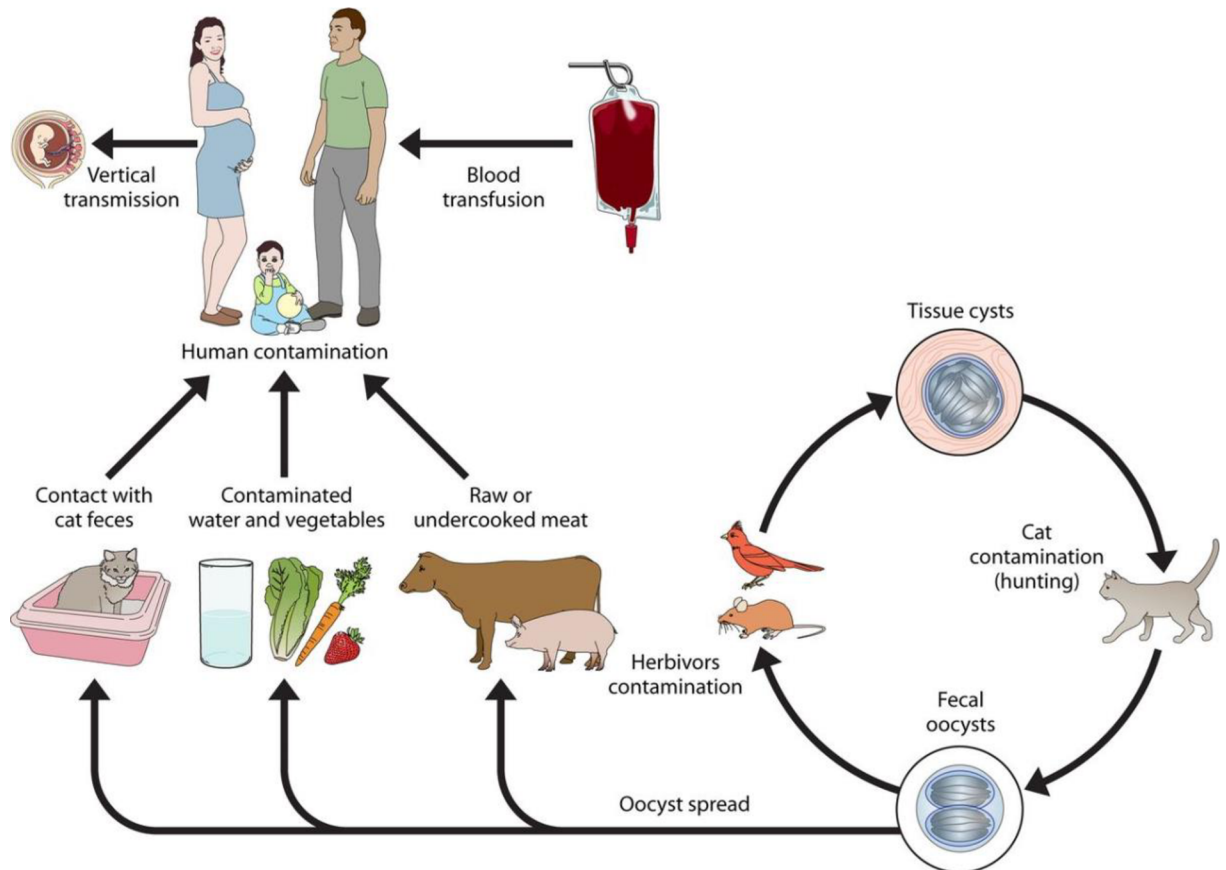 Vertical
transmission
Blood
transfusion
Human contamination
Tissue cysts
Contact with
cat feces
Contaminated
water and vegetables
Raw or
undercooked meat
Cat
contamination
(hunting)
Herbivors
contamination
Fecal
oocysts
Oocyst spread